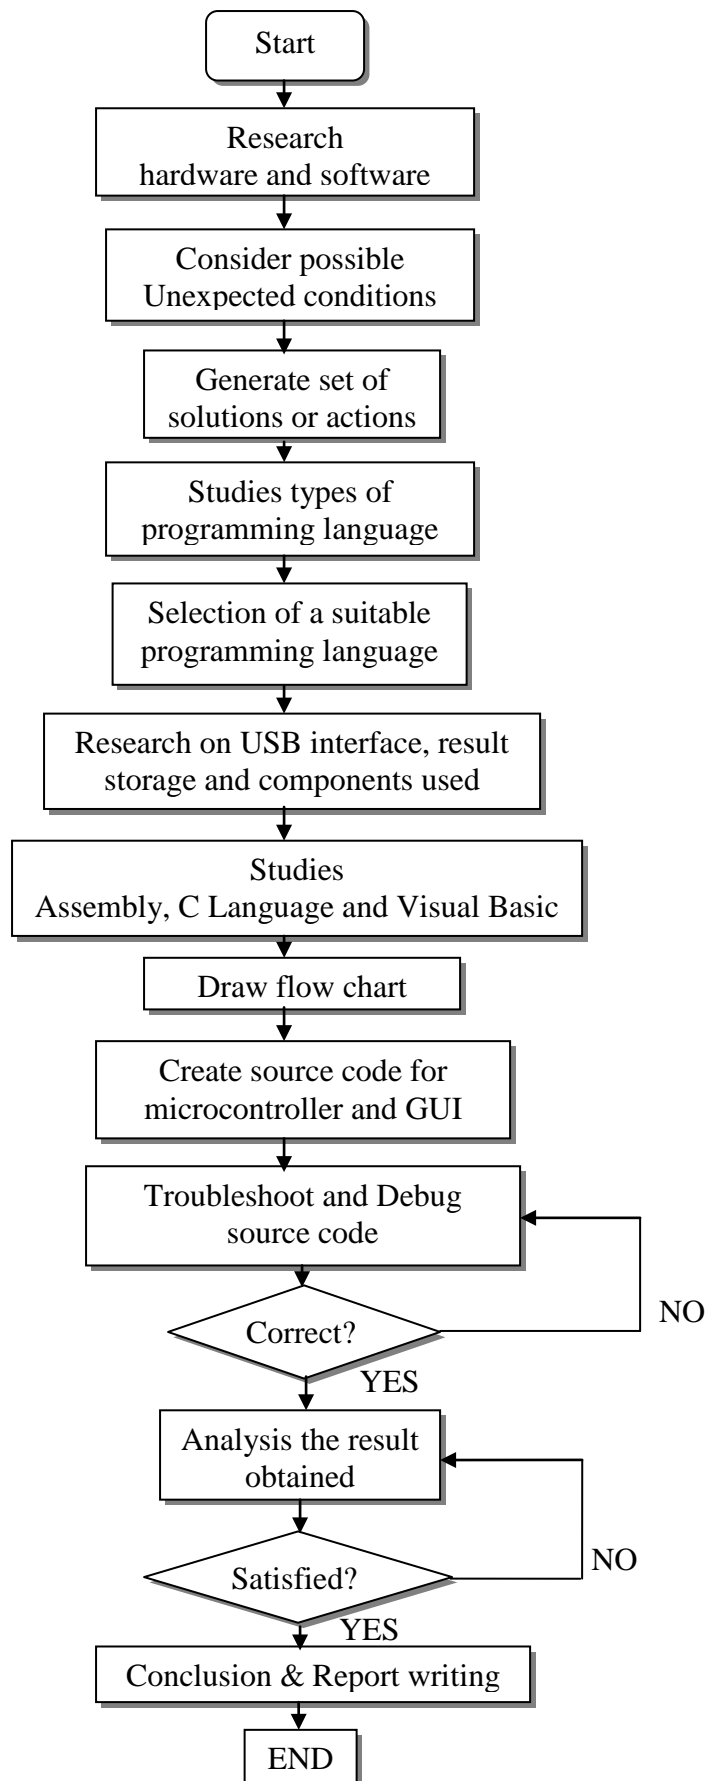 Start
Research
hardware and software
Consider possible
Unexpected conditions
Generate set of
solutions or actions
Studies types of
programming language
Selection of a suitable
programming language
Research on USB interface, result
storage and components used
Studies
Assembly, C Language and Visual Basic
Draw flow chart
Create source code for
microcontroller and GUI
Troubleshoot and Debug
source code
NO
Correct?
YES
Analysis the result
obtained
NO
Satisfied?
YES
Conclusion & Report writing
END